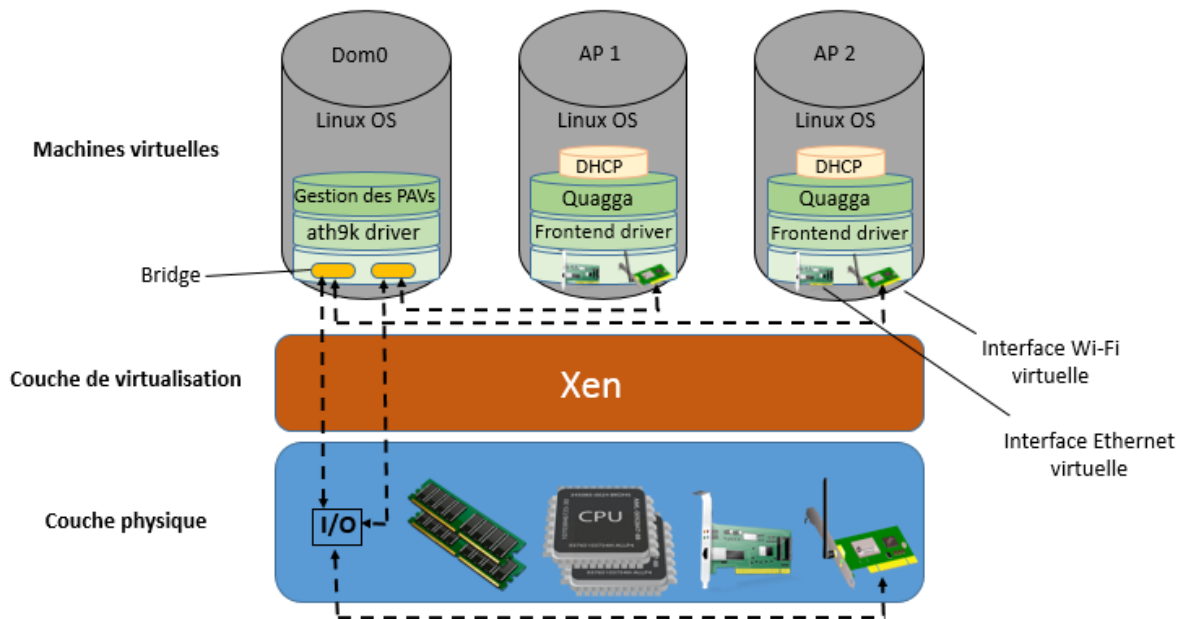 Dom0
AP 1
AP 2
Linux OS
Linux OS
Linux OS
Machines virtuelles
DHCP
DHCP
Gestion des PAVs
Quagga
Quagga
ath9k driver
Frontend driver
Frontend driver
Bridge
Interface Wi-Fi
virtuelle
Couche de virtualisation
Xen
Interface Ethernet
virtuelle
Couche physique
I/O
CPU